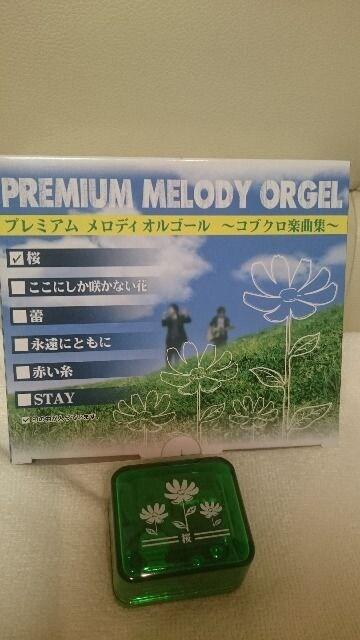 PREMIUM MELODY ORGEL
プレミアム メロディオルゴール ～コブクロ楽曲集～
桜
ここにしか咲かない花
蕾
永遠にともに
赤い糸
STAY
桜